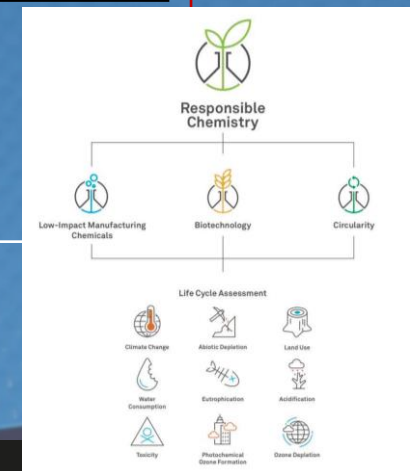 Responsible
Chemistry
Low-Impact Manufacturing
Chemicals
Biotechnology
Circularity
Life Cycle Assessment
Climate Change
Abiotic Depletion
Land Use
Water
Consumption
Eutrophication
Acidification
Toxicity
Photochemical
Ozone Formation
Ozone Depletion